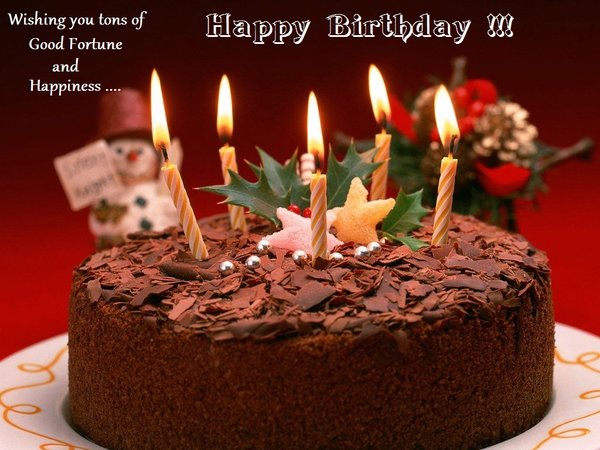 Wishing you tons of
Good Fortune
and
Happiness ....
Happy Birthday !!!